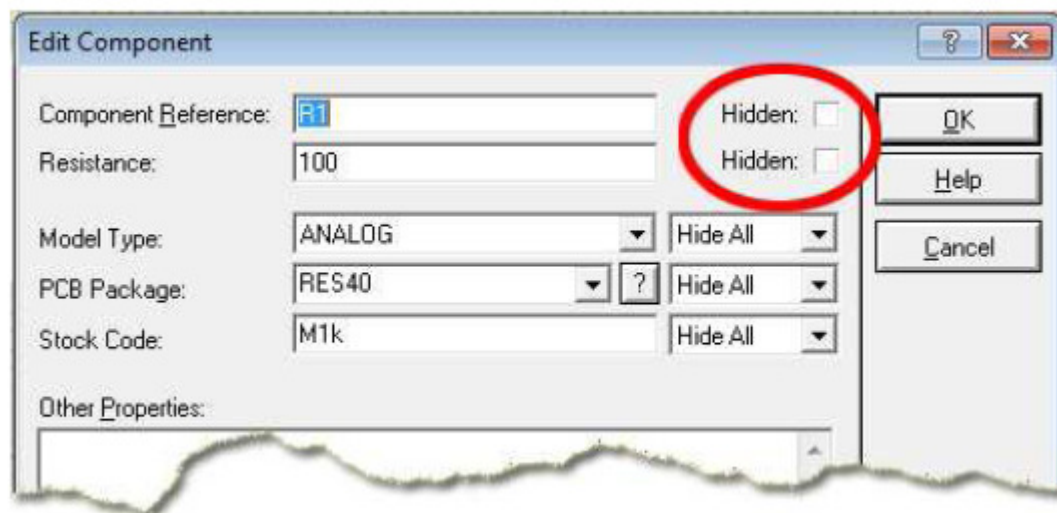 Edit Component
Component Reference: R1 Hidden: OK
Resistance: 100 Hidden: Help
Model Type: ANALOG Hide All Cancel
PCB Package: RES40 ? Hide All
Stock Code: M1k Hide All
Other Properties: